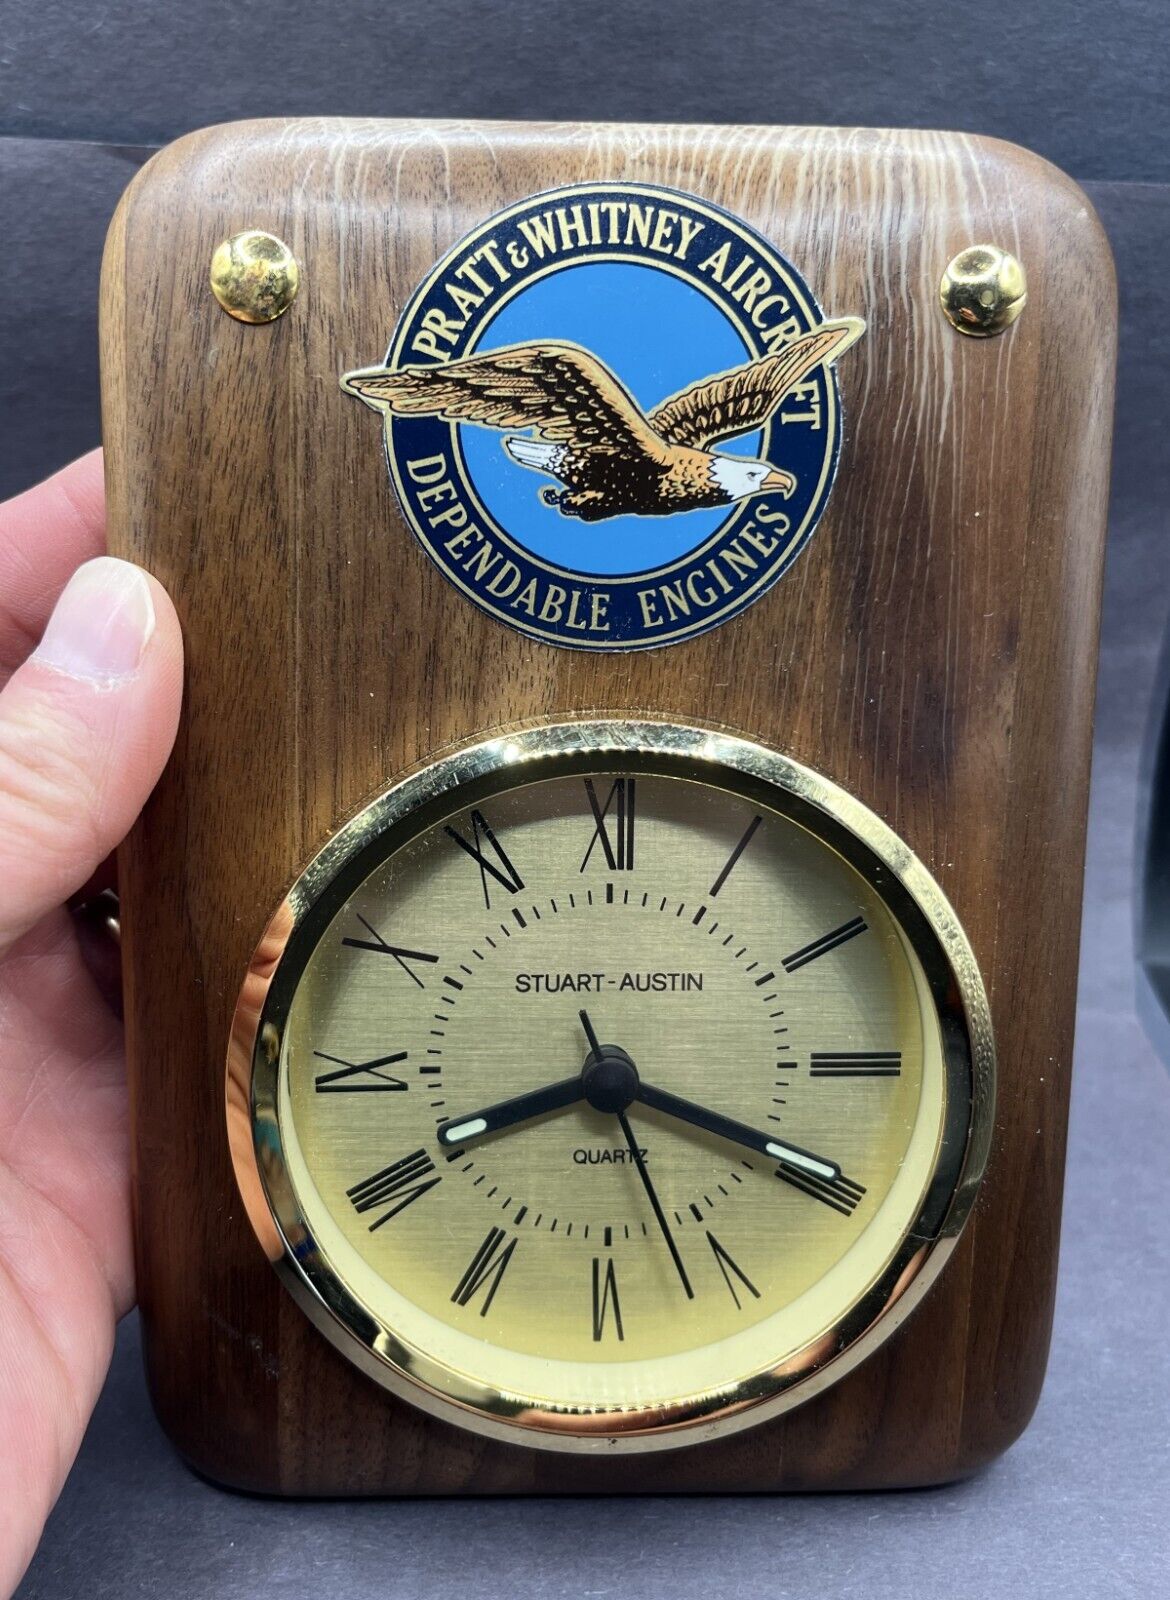 PRATT & WHITNEY AIRCRAFT
DEPENDABLE ENGINES
XII
I
II
III
IIII
V
VI
VII
VIII
IX
X
XI
STUART-AUSTIN
QUARTZ